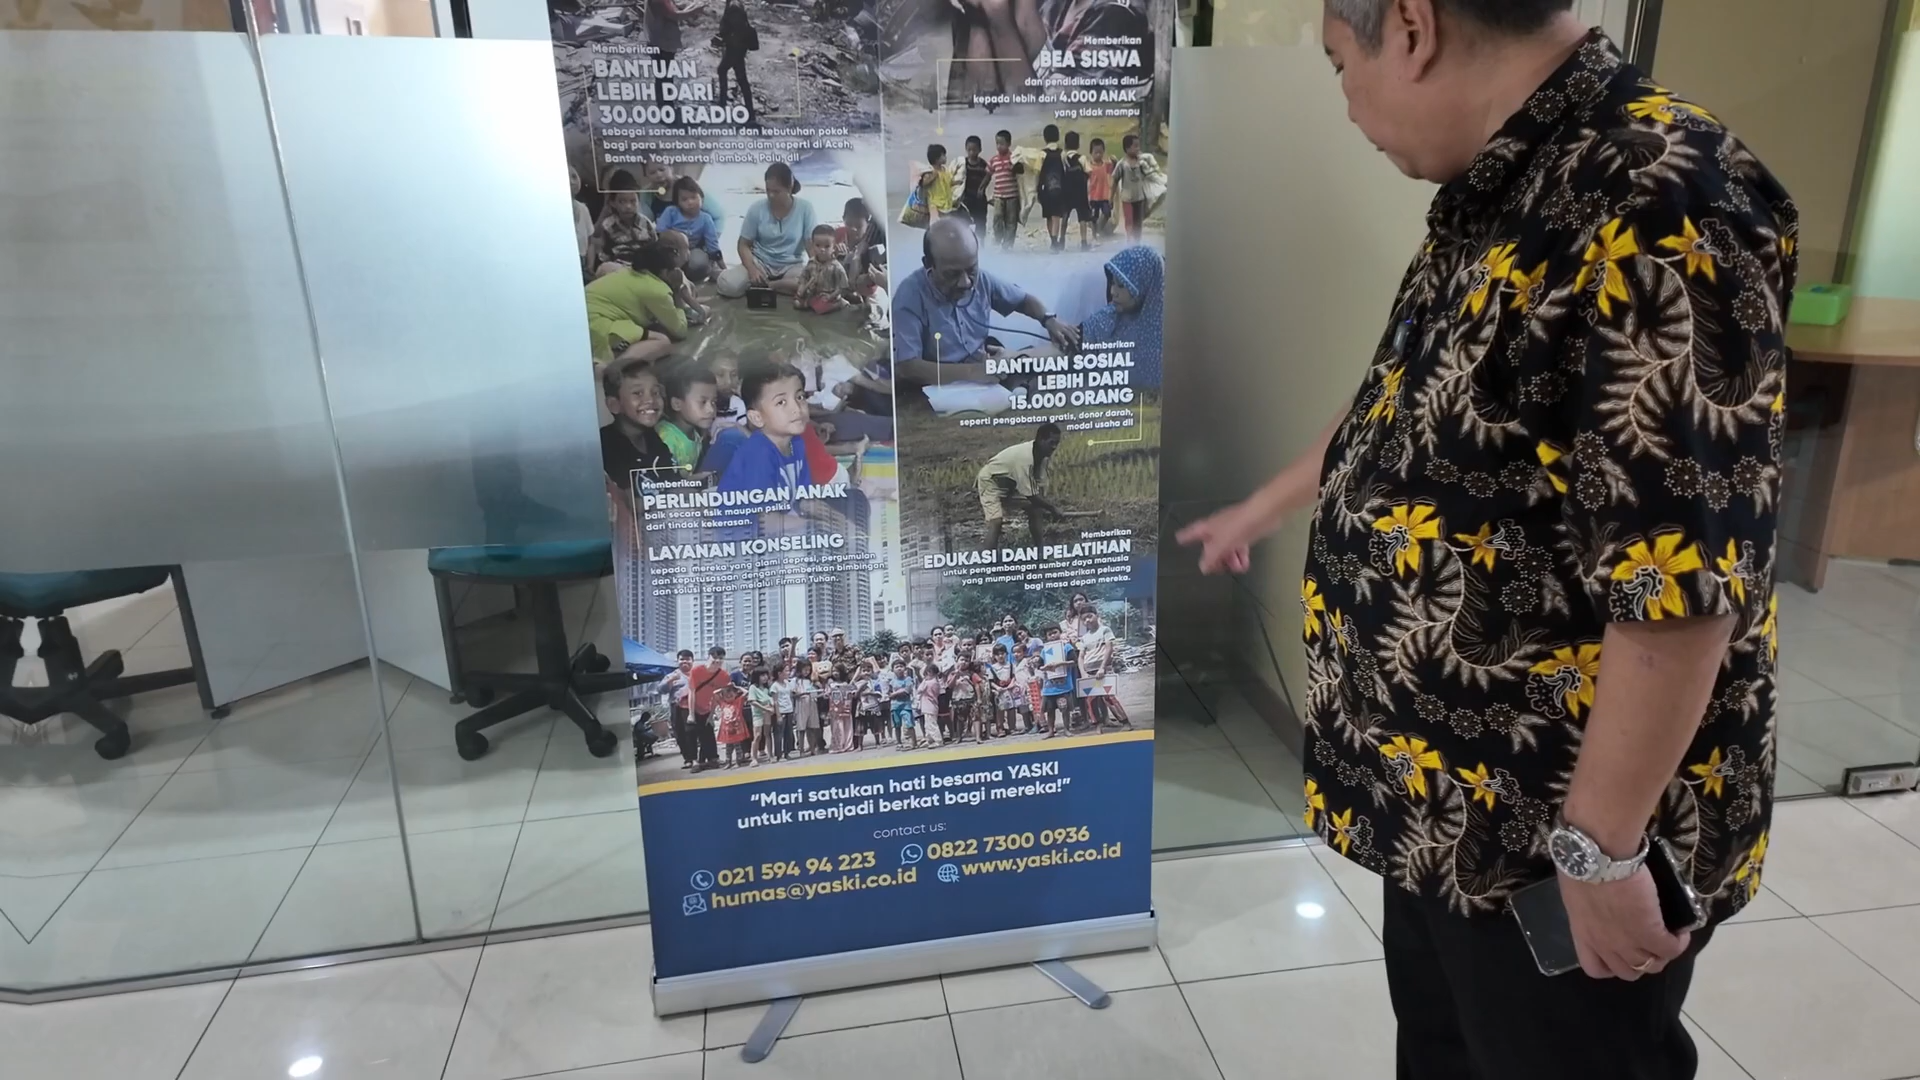 Memberikan
BANTUAN
LEBIH DARI
30.000 RADIO
sebagai sarana informasi dan kebutuhan pokok
bagi para korban bencana alam seperti di Aceh,
Banten, Yogyakarta, lombok, Palu, dll
Memberikan
BEA SISWA
dan pendidikan usia dini
kepada lebih dari 4.000 ANAK
yang tidak mampu
Memberikan
BANTUAN SOSIAL
LEBIH DARI
15.000 ORANG
seperti pengobatan gratis, donor darah,
modal usaha dll
Memberikan
PERLINDUNGAN ANAK
baik secara fisik maupun psikis
dari tindak kekerasan.
LAYANAN KONSELING
kepada mereka yang alami depresi, pergumulan
dan keputusasaan dengan memberikan bimbingan
dan solusi terarah melalui Firman Tuhan.
Memberikan
EDUKASI DAN PELATIHAN
untuk pengembangan sumber daya manusia
yang mumpuni dan memberikan peluang
bagi masa depan mereka.
“Mari satukan hati besama YASKI
untuk menjadi berkat bagi mereka!”
contact us:
021 594 94 223
0822 7300 0936
humas@yaski.co.id
www.yaski.co.id